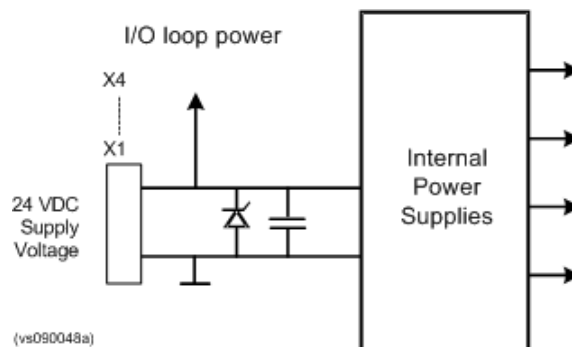 I/O loop power
X4
X1
24 VDC
Supply
Voltage
Internal
Power
Supplies
(vs090048a)